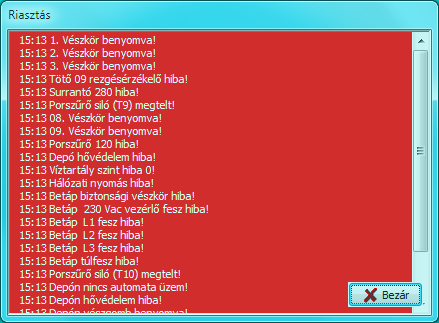 Riasztás
15:13 1. Vészkör benyomva!
15:13 2. Vészkör benyomva!
15:13 3. Vészkör benyomva!
15:13 Tötő 09 rezgésérzékelő hiba!
15:13 Surrantó 280 hiba!
15:13 Porszűrő siló (T9) megtelt!
15:13 08. Vészkör benyomva!
15:13 09. Vészkör benyomva!
15:13 Porszűrő 120 hiba!
15:13 Depó hővédelem hiba!
15:13 Víztartály szint hiba 0!
15:13 Hálózati nyomás hiba!
15:13 Betáp biztonsági vészkör hiba!
15:13 Betáp  230 Vac vezérlő fesz hiba!
15:13 Betáp  L1 fesz hiba!
15:13 Betáp  L2 fesz hiba!
15:13 Betáp  L3 fesz hiba!
15:13 Betáp túlfesz hiba!
15:13 Porszűrő siló (T10) megtelt!
15:13 Depón nincs automata üzem!
15:13 Depón hővédelem hiba!
15:13 Depón vészgomb benyomva!
Bezár